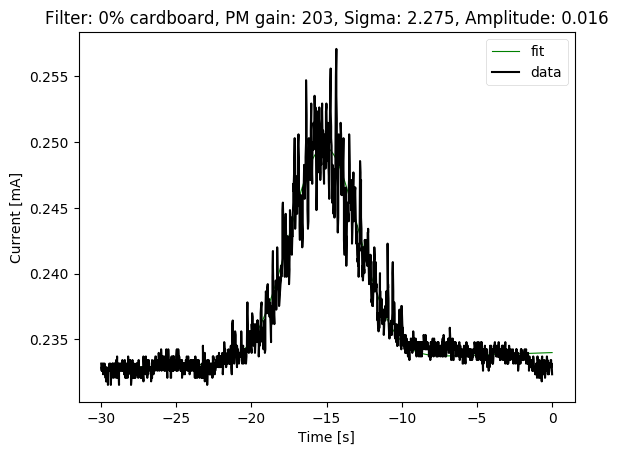 Filter: 0% cardboard, PM gain: 203, Sigma: 2.275, Amplitude: 0.016
fit
data
0.255
0.250
0.245
0.240
0.235
Current [mA]
−30
−25
−20
−15
−10
−5
0
Time [s]